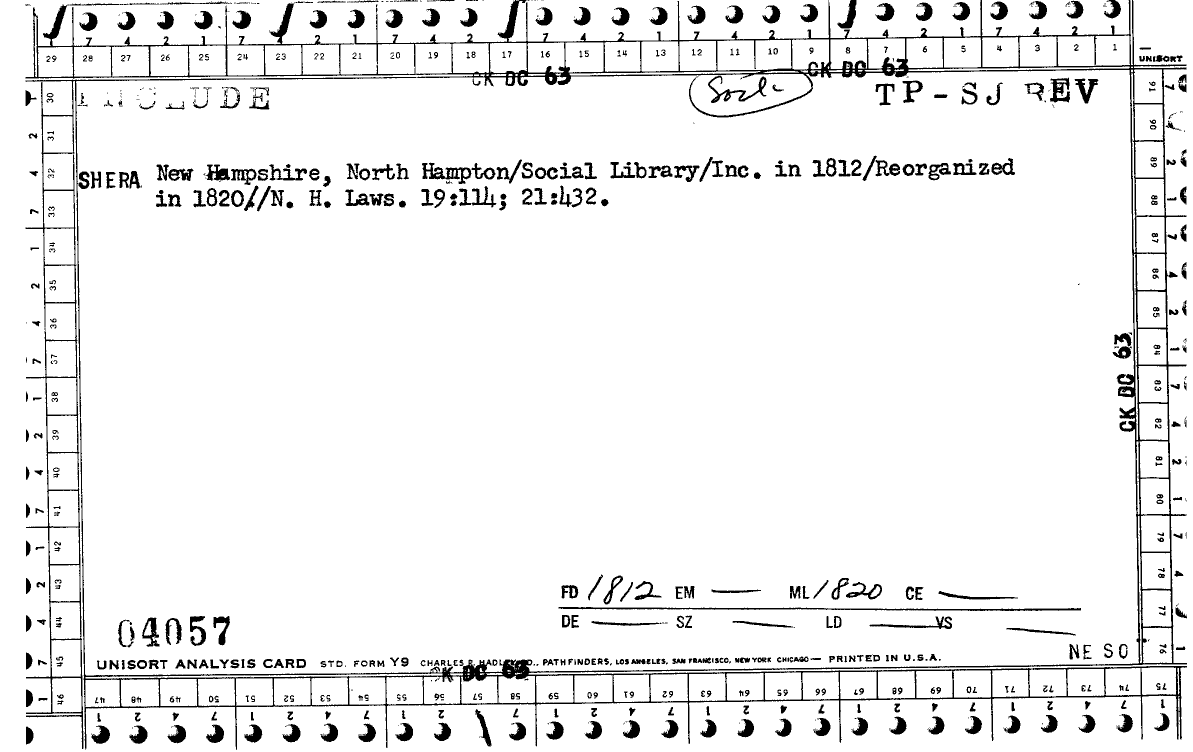 7 4 2 1 7 4 2 1 7 4 2 1 7 4 2 1 7 4 2 1 7 4 2 1
29 28 27 26 25 24 23 22 21 20 19 18 17 16 15 14 13 12 11 10 9 8 7 6 5 4 3 2 1
UNISORT
CK DC 63 CK DC 63
INCLUDE TP-SJ REV
SHERA New Hampshire, North Hampton/Social Library/Inc. in 1812/Reorganized
in 1820//N. H. Laws. 19:114; 21:432.
30 31 32 33 34 35 36 37 38 39 40 41 42 43 44 45 46
91 90 89 88 87 86 85 84 83 82 81 80 79 78 77 76
CK DC 63
FD 1812 EM — ML 1820 CE —
DE — SZ — LD — VS —
04057
NE SO
UNISORT ANALYSIS CARD STD. FORM Y9 CHARLES R. HADLEY CO., PATHFINDERS, LOS ANGELES, SAN FRANCISCO, NEW YORK CHICAGO — PRINTED IN U.S.A.
CK DC 63
47 48 49 50 51 52 53 54 55 56 57 58 59 60 61 62 63 64 65 66 67 68 69 70 71 72 73 74 75